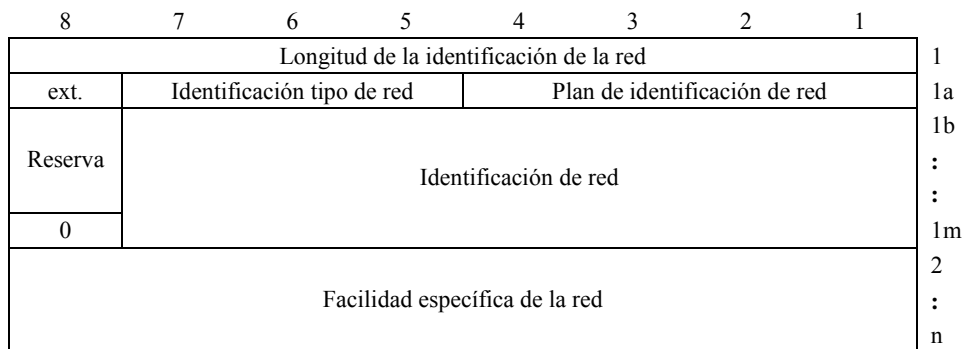 8 7 6 5 4 3 2 1
Longitud de la identificación de la red 1
ext. Identificación tipo de red Plan de identificación de red 1a
1b
Reserva :
Identificación de red
:
0 1m
2
Facilidad específica de la red :
n